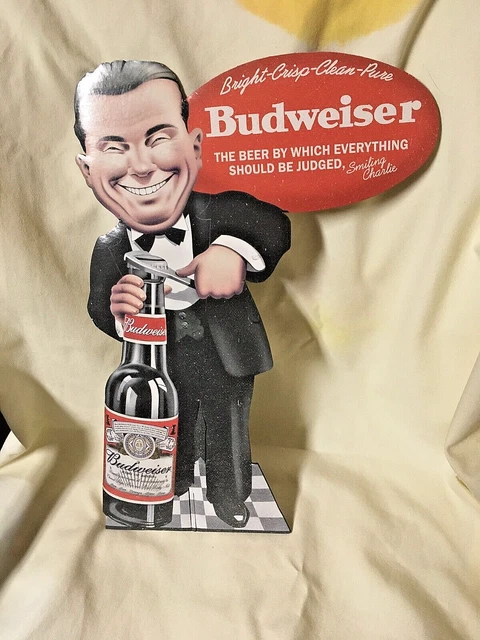 Bright-Crisp-Clean-Pure
Budweiser
THE BEER BY WHICH EVERYTHING
SHOULD BE JUDGED, Smiling
Charlie
Budweiser
Budweiser